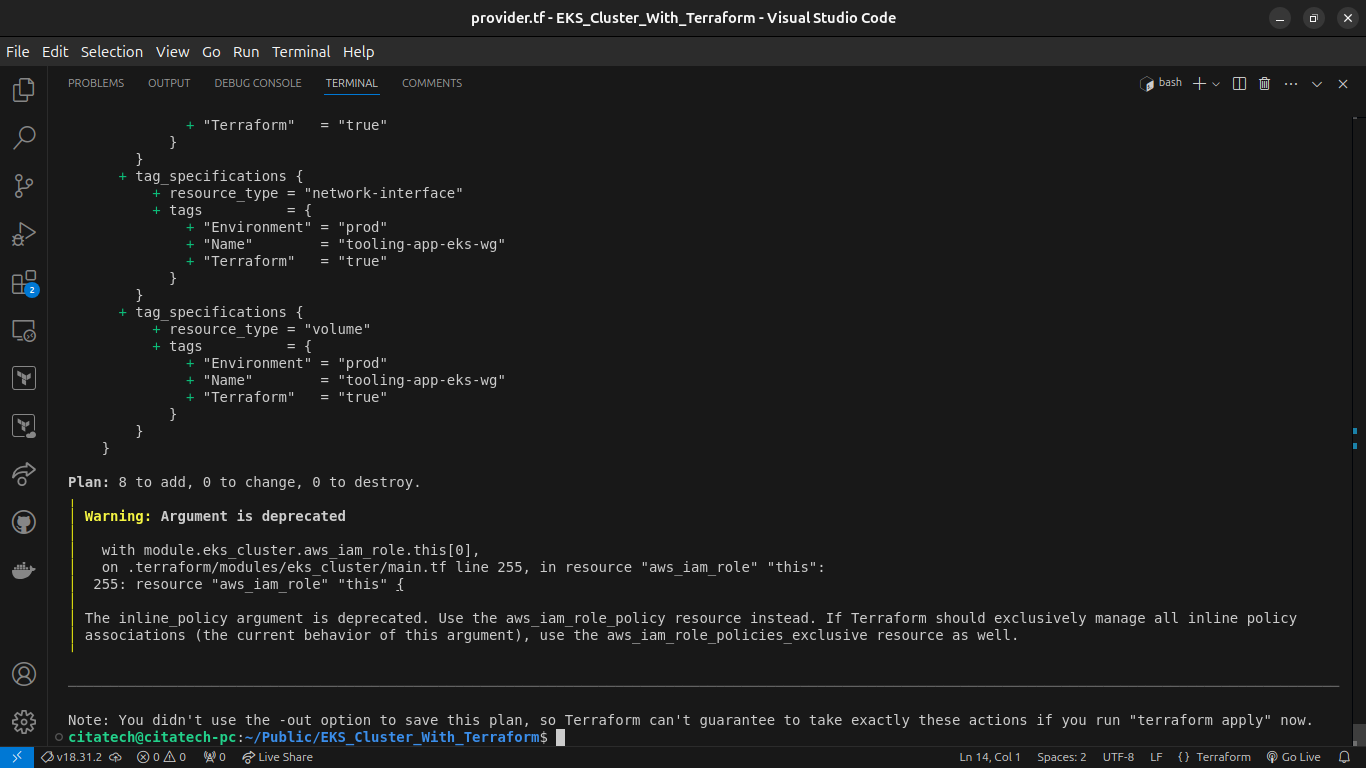 provider.tf - EKS_Cluster_With_Terraform - Visual Studio Code
File Edit Selection View Go Run Terminal Help
PROBLEMS OUTPUT DEBUG CONSOLE TERMINAL COMMENTS
bash
+ "Terraform"   = "true"
}
}
+ tag_specifications {
+ resource_type = "network-interface"
+ tags          = {
+ "Environment" = "prod"
+ "Name"        = "tooling-app-eks-wg"
+ "Terraform"   = "true"
}
}
+ tag_specifications {
+ resource_type = "volume"
+ tags          = {
+ "Environment" = "prod"
+ "Name"        = "tooling-app-eks-wg"
+ "Terraform"   = "true"
}
}
}
Plan: 8 to add, 0 to change, 0 to destroy.
Warning: Argument is deprecated
with module.eks_cluster.aws_iam_role.this[0],
on .terraform/modules/eks_cluster/main.tf line 255, in resource "aws_iam_role" "this":
255: resource "aws_iam_role" "this" {
The inline_policy argument is deprecated. Use the aws_iam_role_policy resource instead. If Terraform should exclusively manage all inline policy
associations (the current behavior of this argument), use the aws_iam_role_policies_exclusive resource as well.
Note: You didn't use the -out option to save this plan, so Terraform can't guarantee to take exactly these actions if you run "terraform apply" now.
citatech@citatech-pc:~/Public/EKS_Cluster_With_Terraform$
2
v18.31.2 0 0 0 Live Share Ln 14, Col 1 Spaces: 2 UTF-8 LF {} Terraform Go Live